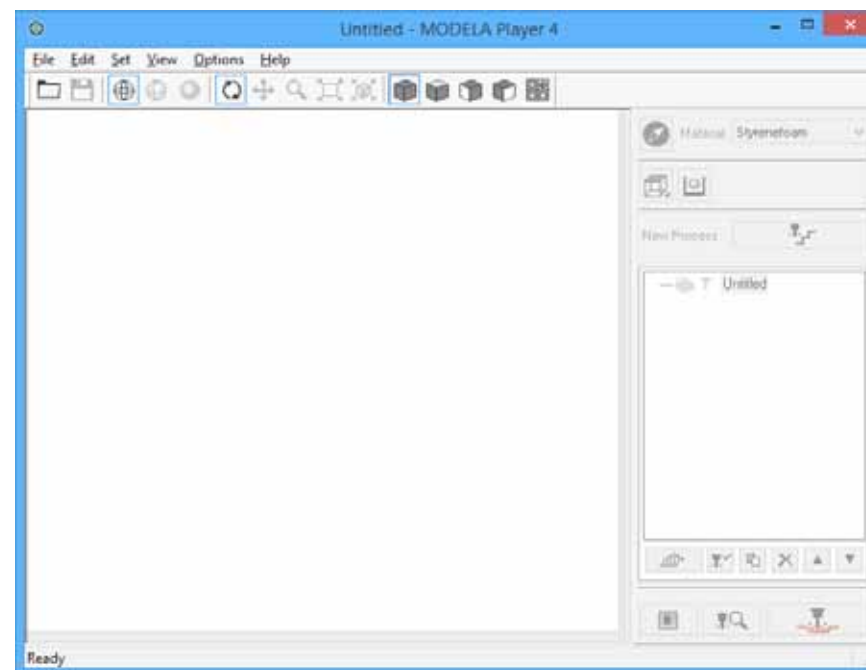 Untitled - MODELA Player 4
File Edit Set View Options Help
Material Styrenefoam
New Process
Untitled
Ready